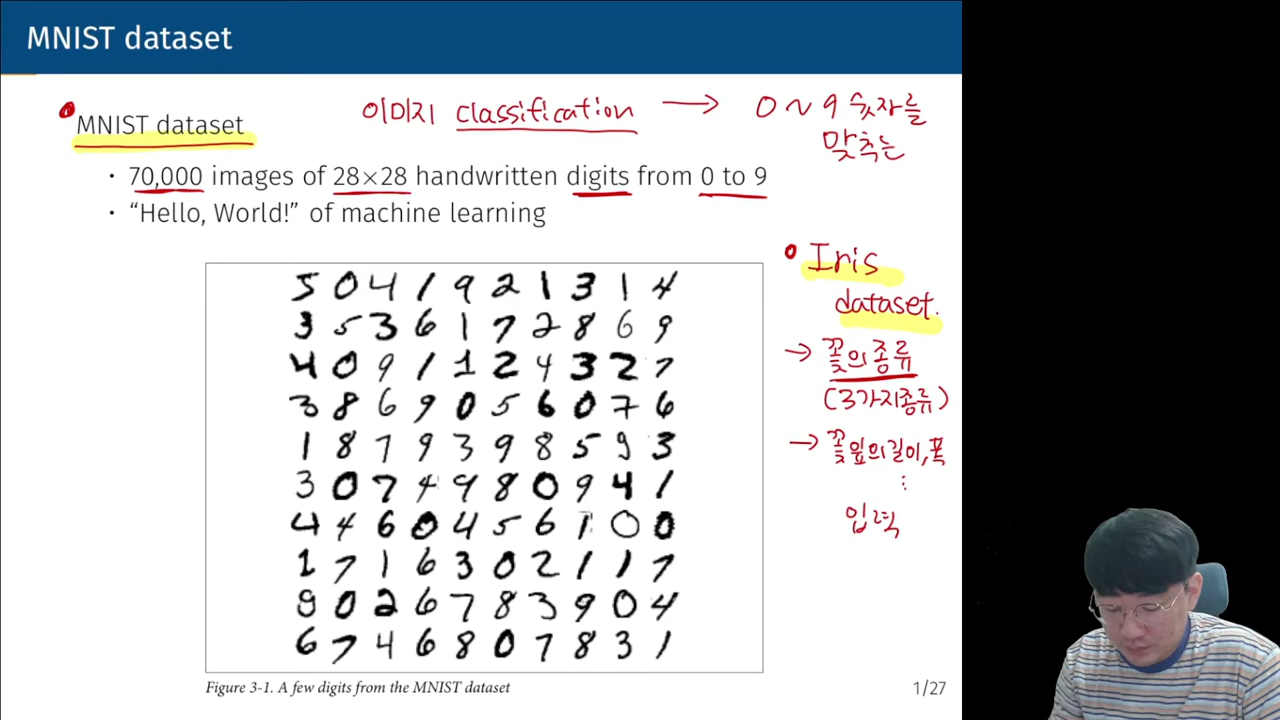 MNIST dataset
MNIST dataset
이미지 classification → 0 ~ 9 숫자를
맞추는
· 70,000 images of 28×28 handwritten digits from 0 to 9
· “Hello, World!” of machine learning
Iris
dataset.
→ 꽃의 종류
(3가지 종류)
→ 꽃잎의 길이, 폭
⋮
입력
5 0 4 1 9 2 1 3 1 4
3 5 3 6 1 7 2 8 6 9
4 0 9 1 1 2 4 3 2 7
3 8 6 9 0 5 6 0 7 6
1 8 7 9 3 9 8 5 9 3
3 0 7 4 9 8 0 9 4 1
4 4 6 0 4 5 6 1 0 0
1 7 1 6 3 0 2 1 1 7
9 0 2 6 7 8 3 9 0 4
6 7 4 6 8 0 7 8 3 1
Figure 3-1. A few digits from the MNIST dataset
1/27